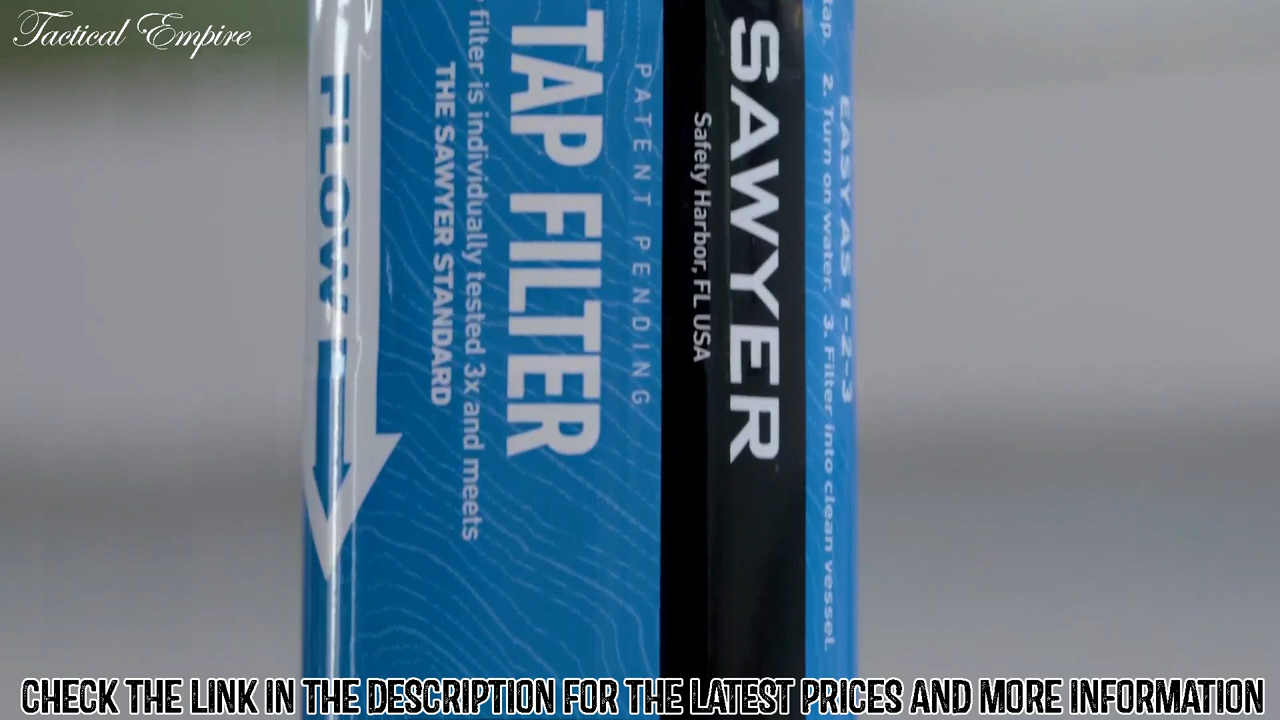 Tactical Empire
tap. 2. Turn on water. 3. Filter into clean vessel.
EASY AS 1-2-3
SAWYER
Safety Harbor, FL USA
PATENT PENDING
TAP FILTER
filter is individually tested 3x and meets
THE SAWYER STANDARD
FLOW
CHECK THE LINK IN THE DESCRIPTION FOR THE LATEST PRICES AND MORE INFORMATION